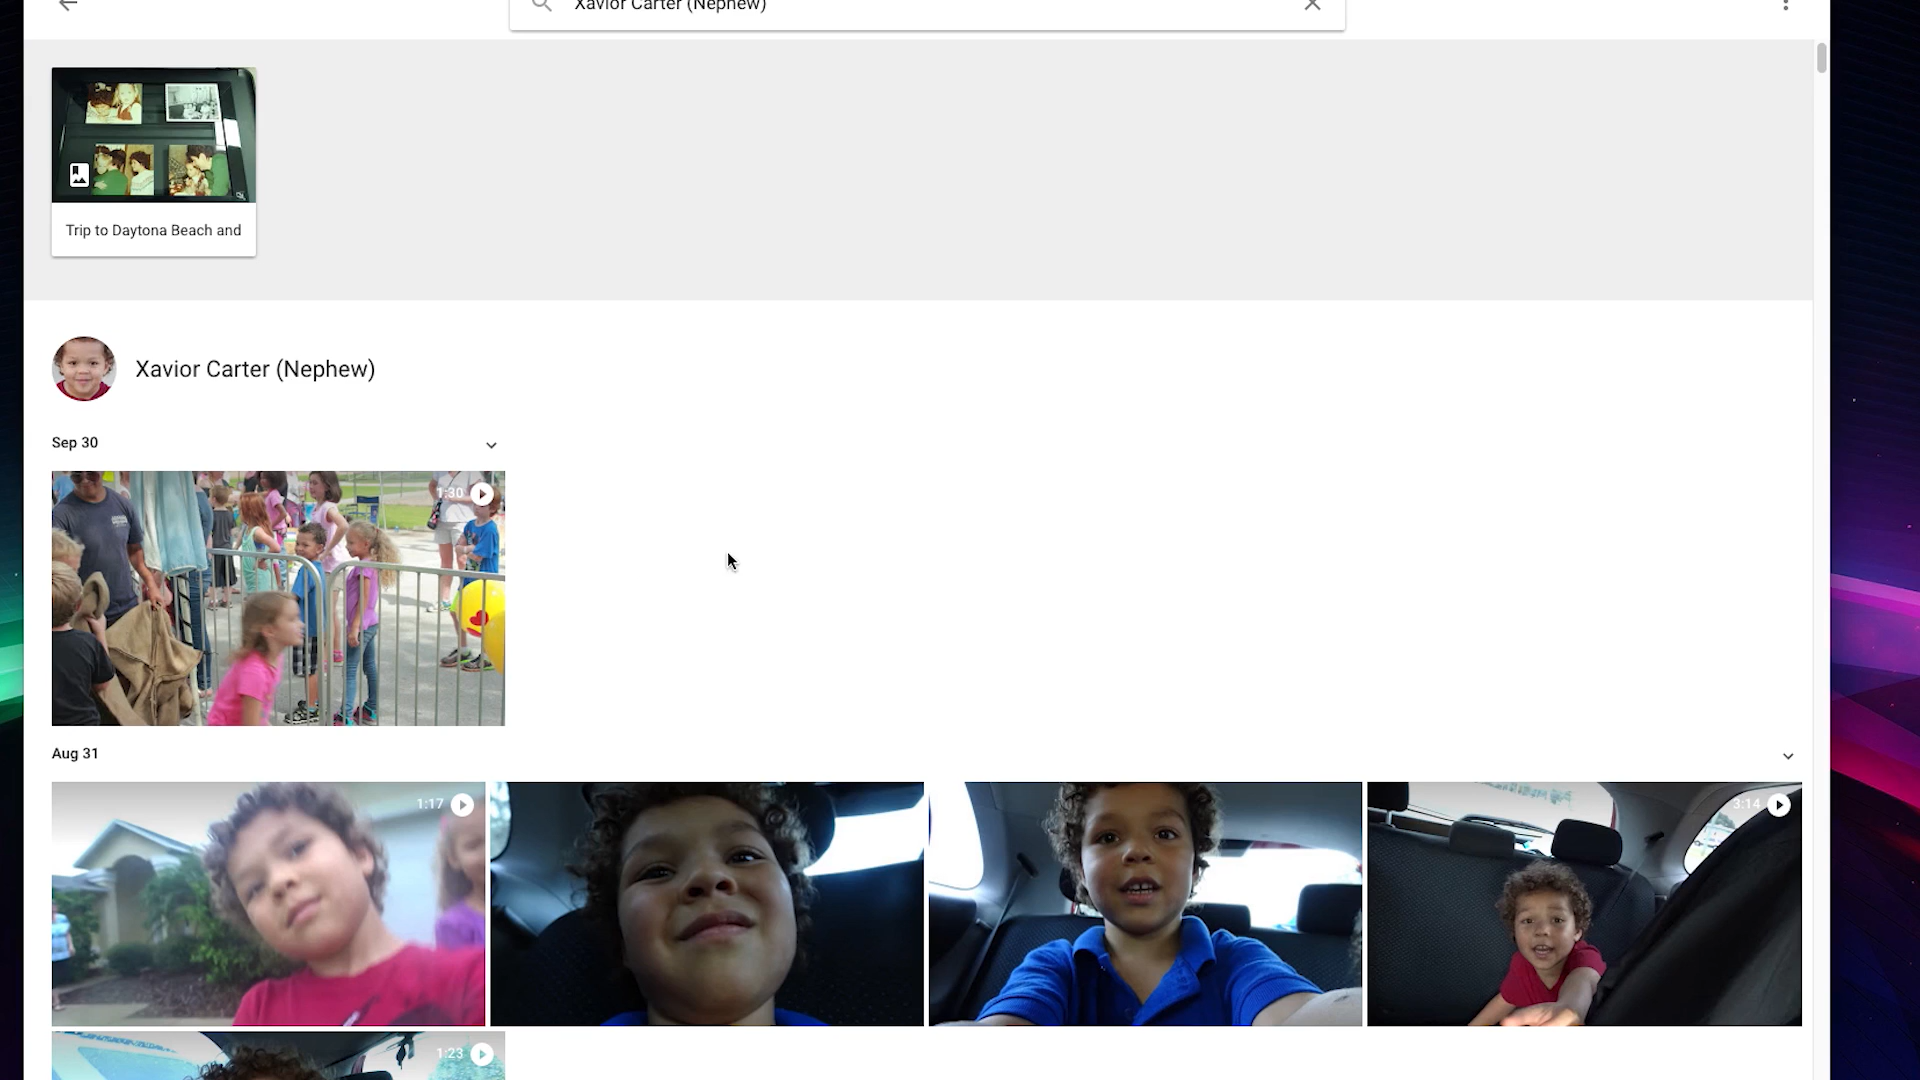 Xavior Carter (Nephew)
Trip to Daytona Beach and
Xavior Carter (Nephew)
Sep 30
1:30
Aug 31
1:17
3:14
1:23